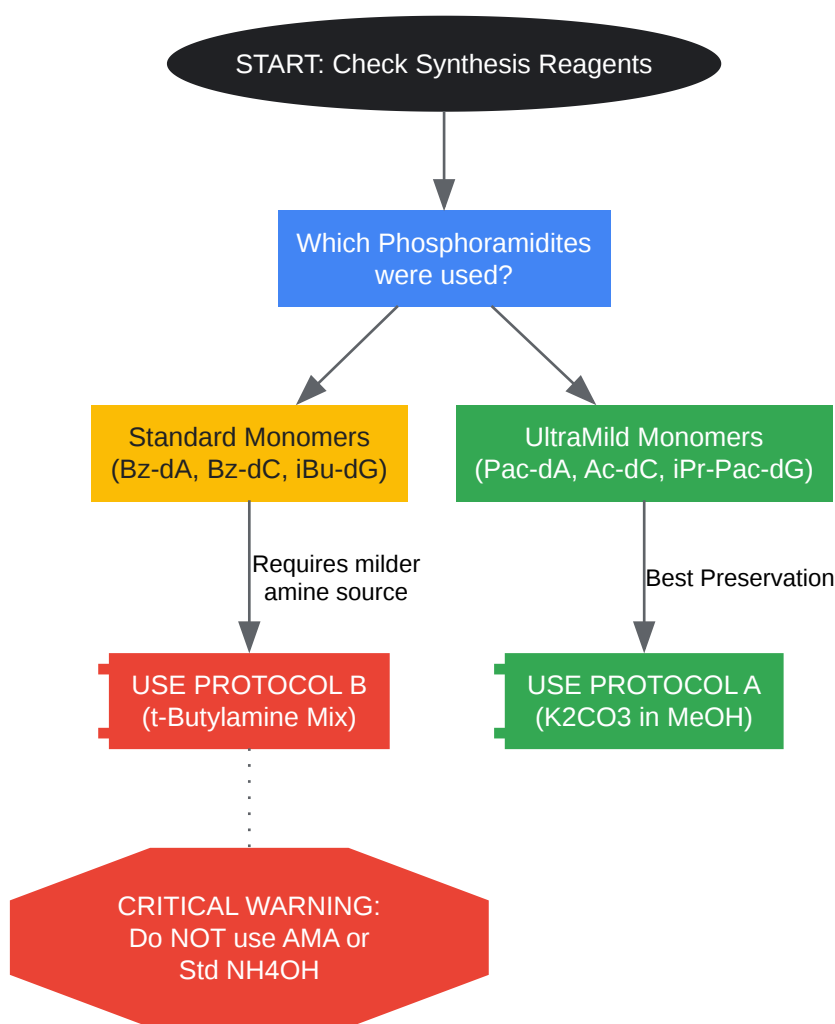 START: Check Synthesis Reagents
Which Phosphoramidites
were used?
Standard Monomers
(Bz-dA, Bz-dC, iBu-dG)
UltraMild Monomers
(Pac-dA, Ac-dC, iPr-Pac-dG)
Requires milder
amine source
Best Preservation
USE PROTOCOL B
(t-Butylamine Mix)
USE PROTOCOL A
(K2CO3 in MeOH)
CRITICAL WARNING:
Do NOT use AMA or
Std NH4OH